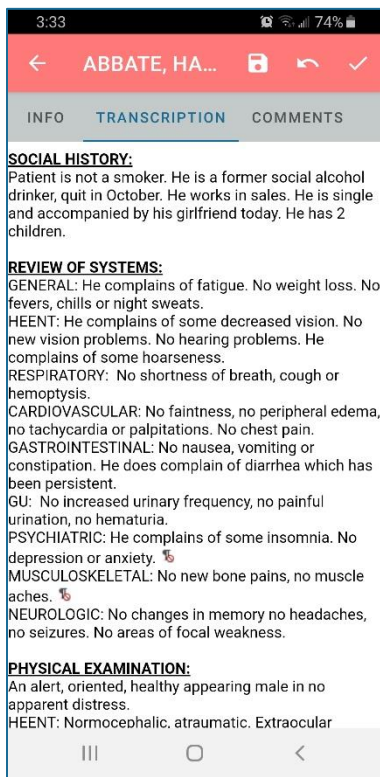 3:33
74%
ABBATE, HA...
INFO TRANSCRIPTION COMMENTS
SOCIAL HISTORY:
Patient is not a smoker. He is a former social alcohol
drinker, quit in October. He works in sales. He is single
and accompanied by his girlfriend today. He has 2
children.
REVIEW OF SYSTEMS:
GENERAL: He complains of fatigue. No weight loss. No
fevers, chills or night sweats.
HEENT: He complains of some decreased vision. No
new vision problems. No hearing problems. He
complains of some hoarseness.
RESPIRATORY: No shortness of breath, cough or
hemoptysis.
CARDIOVASCULAR: No faintness, no peripheral edema,
no tachycardia or palpitations. No chest pain.
GASTROINTESTINAL: No nausea, vomiting or
constipation. He does complain of diarrhea which has
been persistent.
GU: No increased urinary frequency, no painful
urination, no hematuria.
PSYCHIATRIC: He complains of some insomnia. No
depression or anxiety.
MUSCULOSKELETAL: No new bone pains, no muscle
aches.
NEUROLOGIC: No changes in memory no headaches,
no seizures. No areas of focal weakness.
PHYSICAL EXAMINATION:
An alert, oriented, healthy appearing male in no
apparent distress.
HEENT: Normocephalic, atraumatic. Extraocular